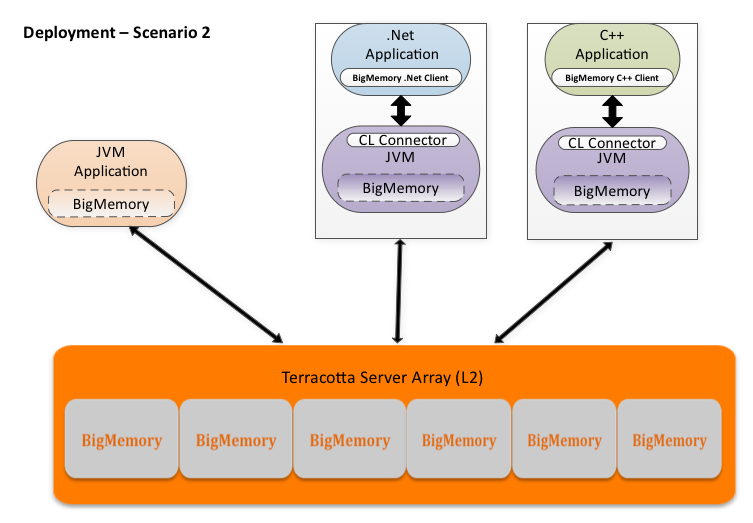 Deployment – Scenario 2
.Net
Application
BigMemory .Net Client
CL Connector
JVM
BigMemory
C++
Application
BigMemory C++ Client
CL Connector
JVM
BigMemory
JVM
Application
BigMemory
Terracotta Server Array (L2)
BigMemory BigMemory BigMemory BigMemory BigMemory BigMemory